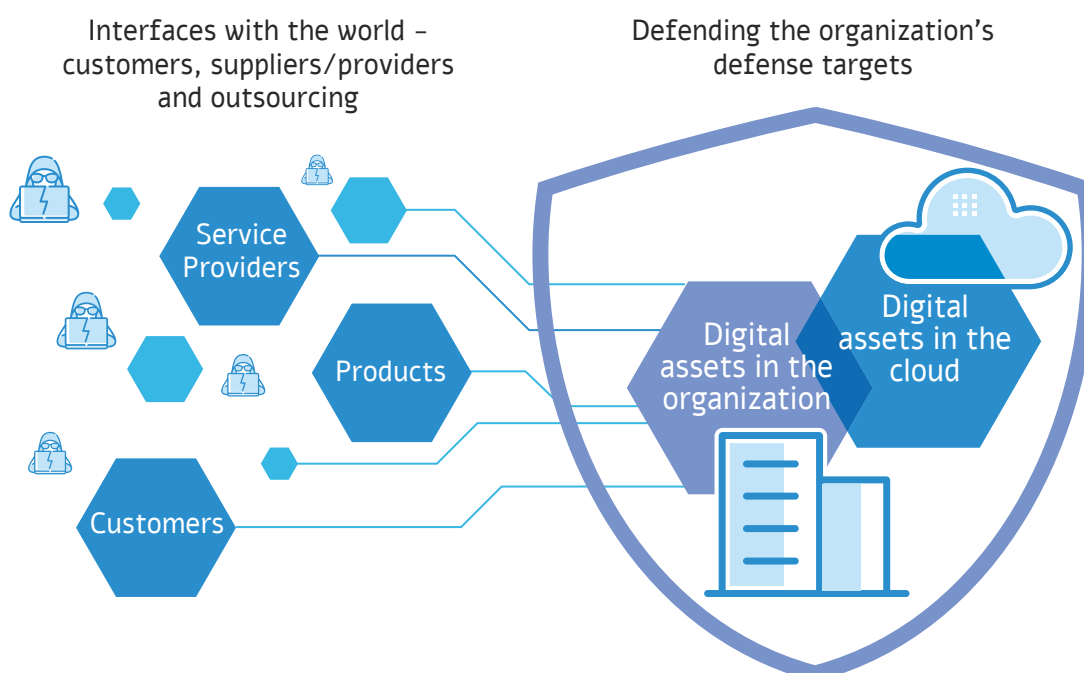 Interfaces with the world –
customers, suppliers/providers
and outsourcing
Defending the organization's
defense targets
Service
Providers
Products
Customers
Digital
assets in the
organization
Digital
assets in the
cloud